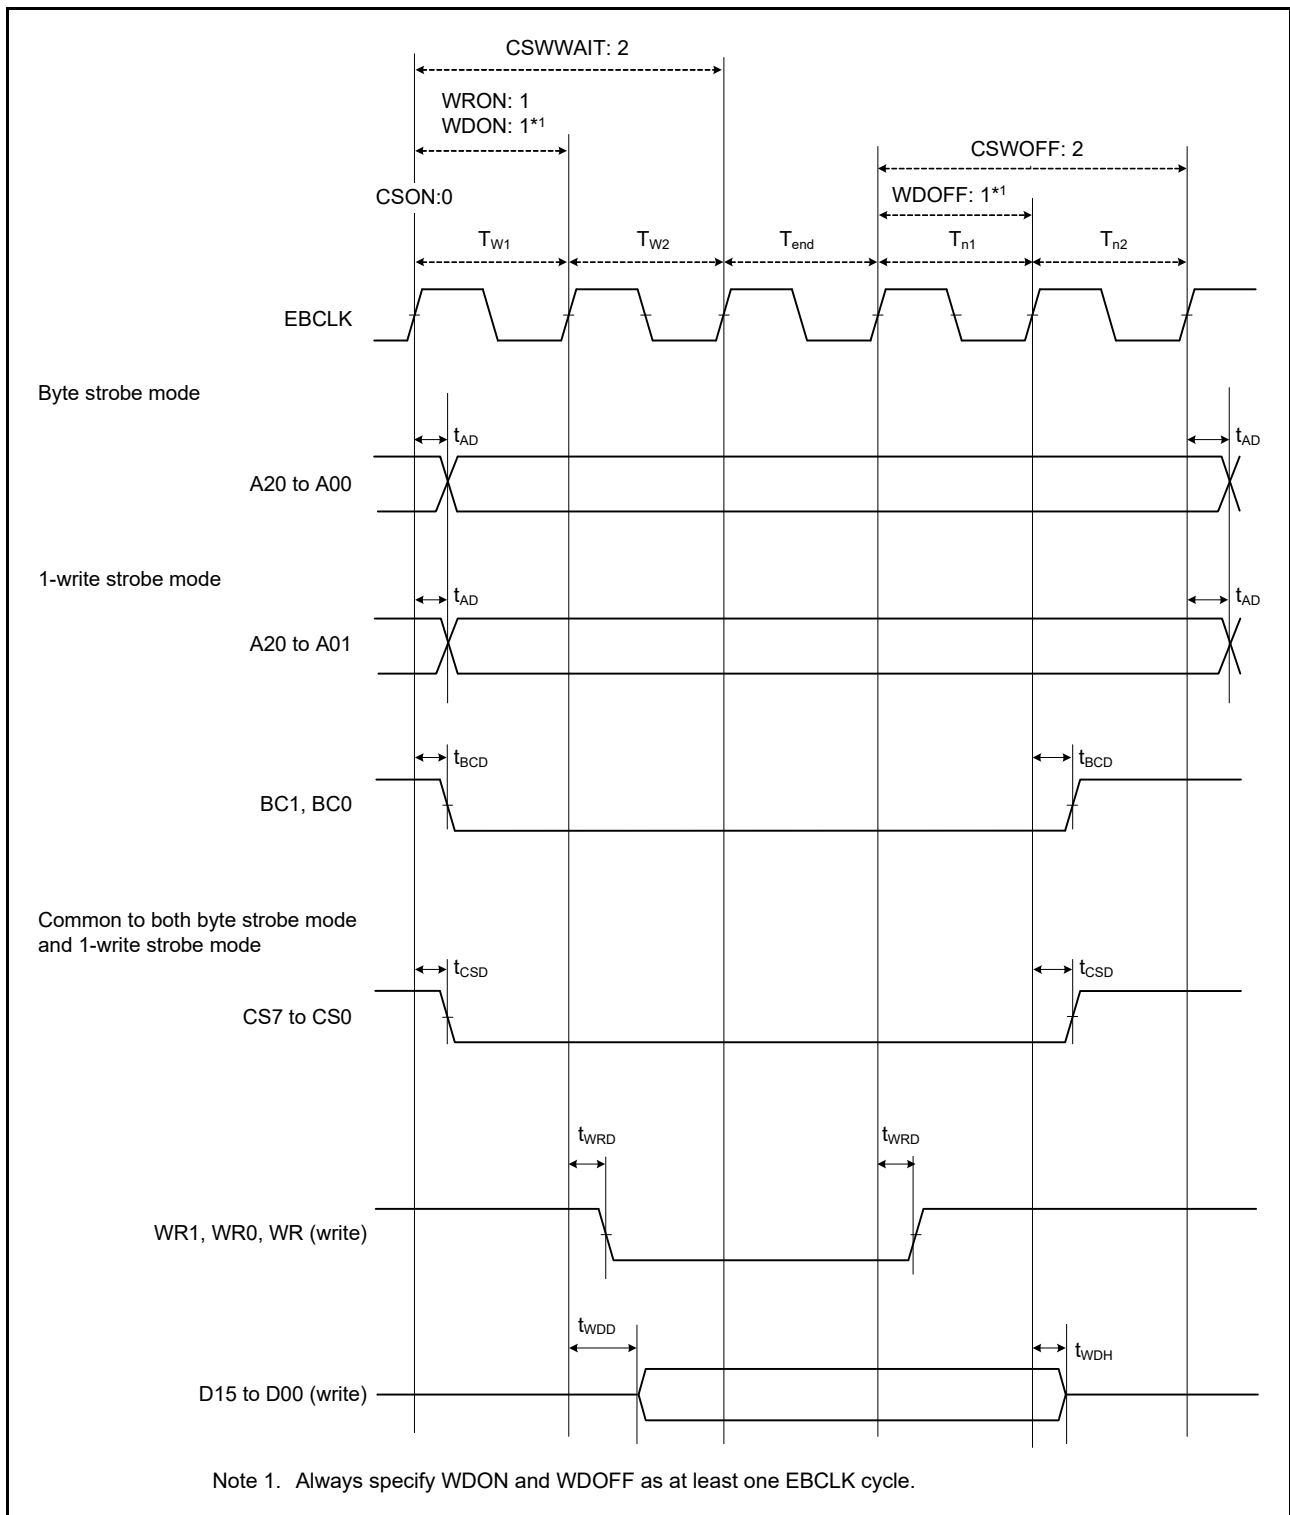 CSWWAIT: 2
WRON: 1
WDON: 1*1
CSWOFF: 2
WDOFF: 1*1
CSON:0
TW1 TW2 Tend Tn1 Tn2
EBCLK
Byte strobe mode
tAD tAD
A20 to A00
1-write strobe mode
tAD tAD
A20 to A01
tBCD tBCD
BC1, BC0
Common to both byte strobe mode
and 1-write strobe mode
tCSD tCSD
CS7 to CS0
tWRD tWRD
WR1, WR0, WR (write)
tWDD tWDH
D15 to D00 (write)
Note 1. Always specify WDON and WDOFF as at least one EBCLK cycle.